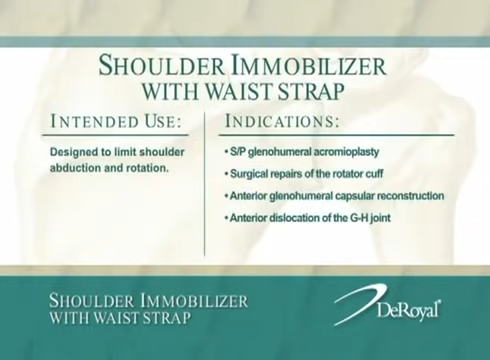 SHOULDER IMMOBILIZER
WITH WAIST STRAP
INTENDED USE:
Designed to limit shoulder
abduction and rotation.
INDICATIONS:
• S/P glenohumeral acromioplasty
• Surgical repairs of the rotator cuff
• Anterior glenohumeral capsular reconstruction
• Anterior dislocation of the G-H joint
SHOULDER IMMOBILIZER
WITH WAIST STRAP
DeRoyal®